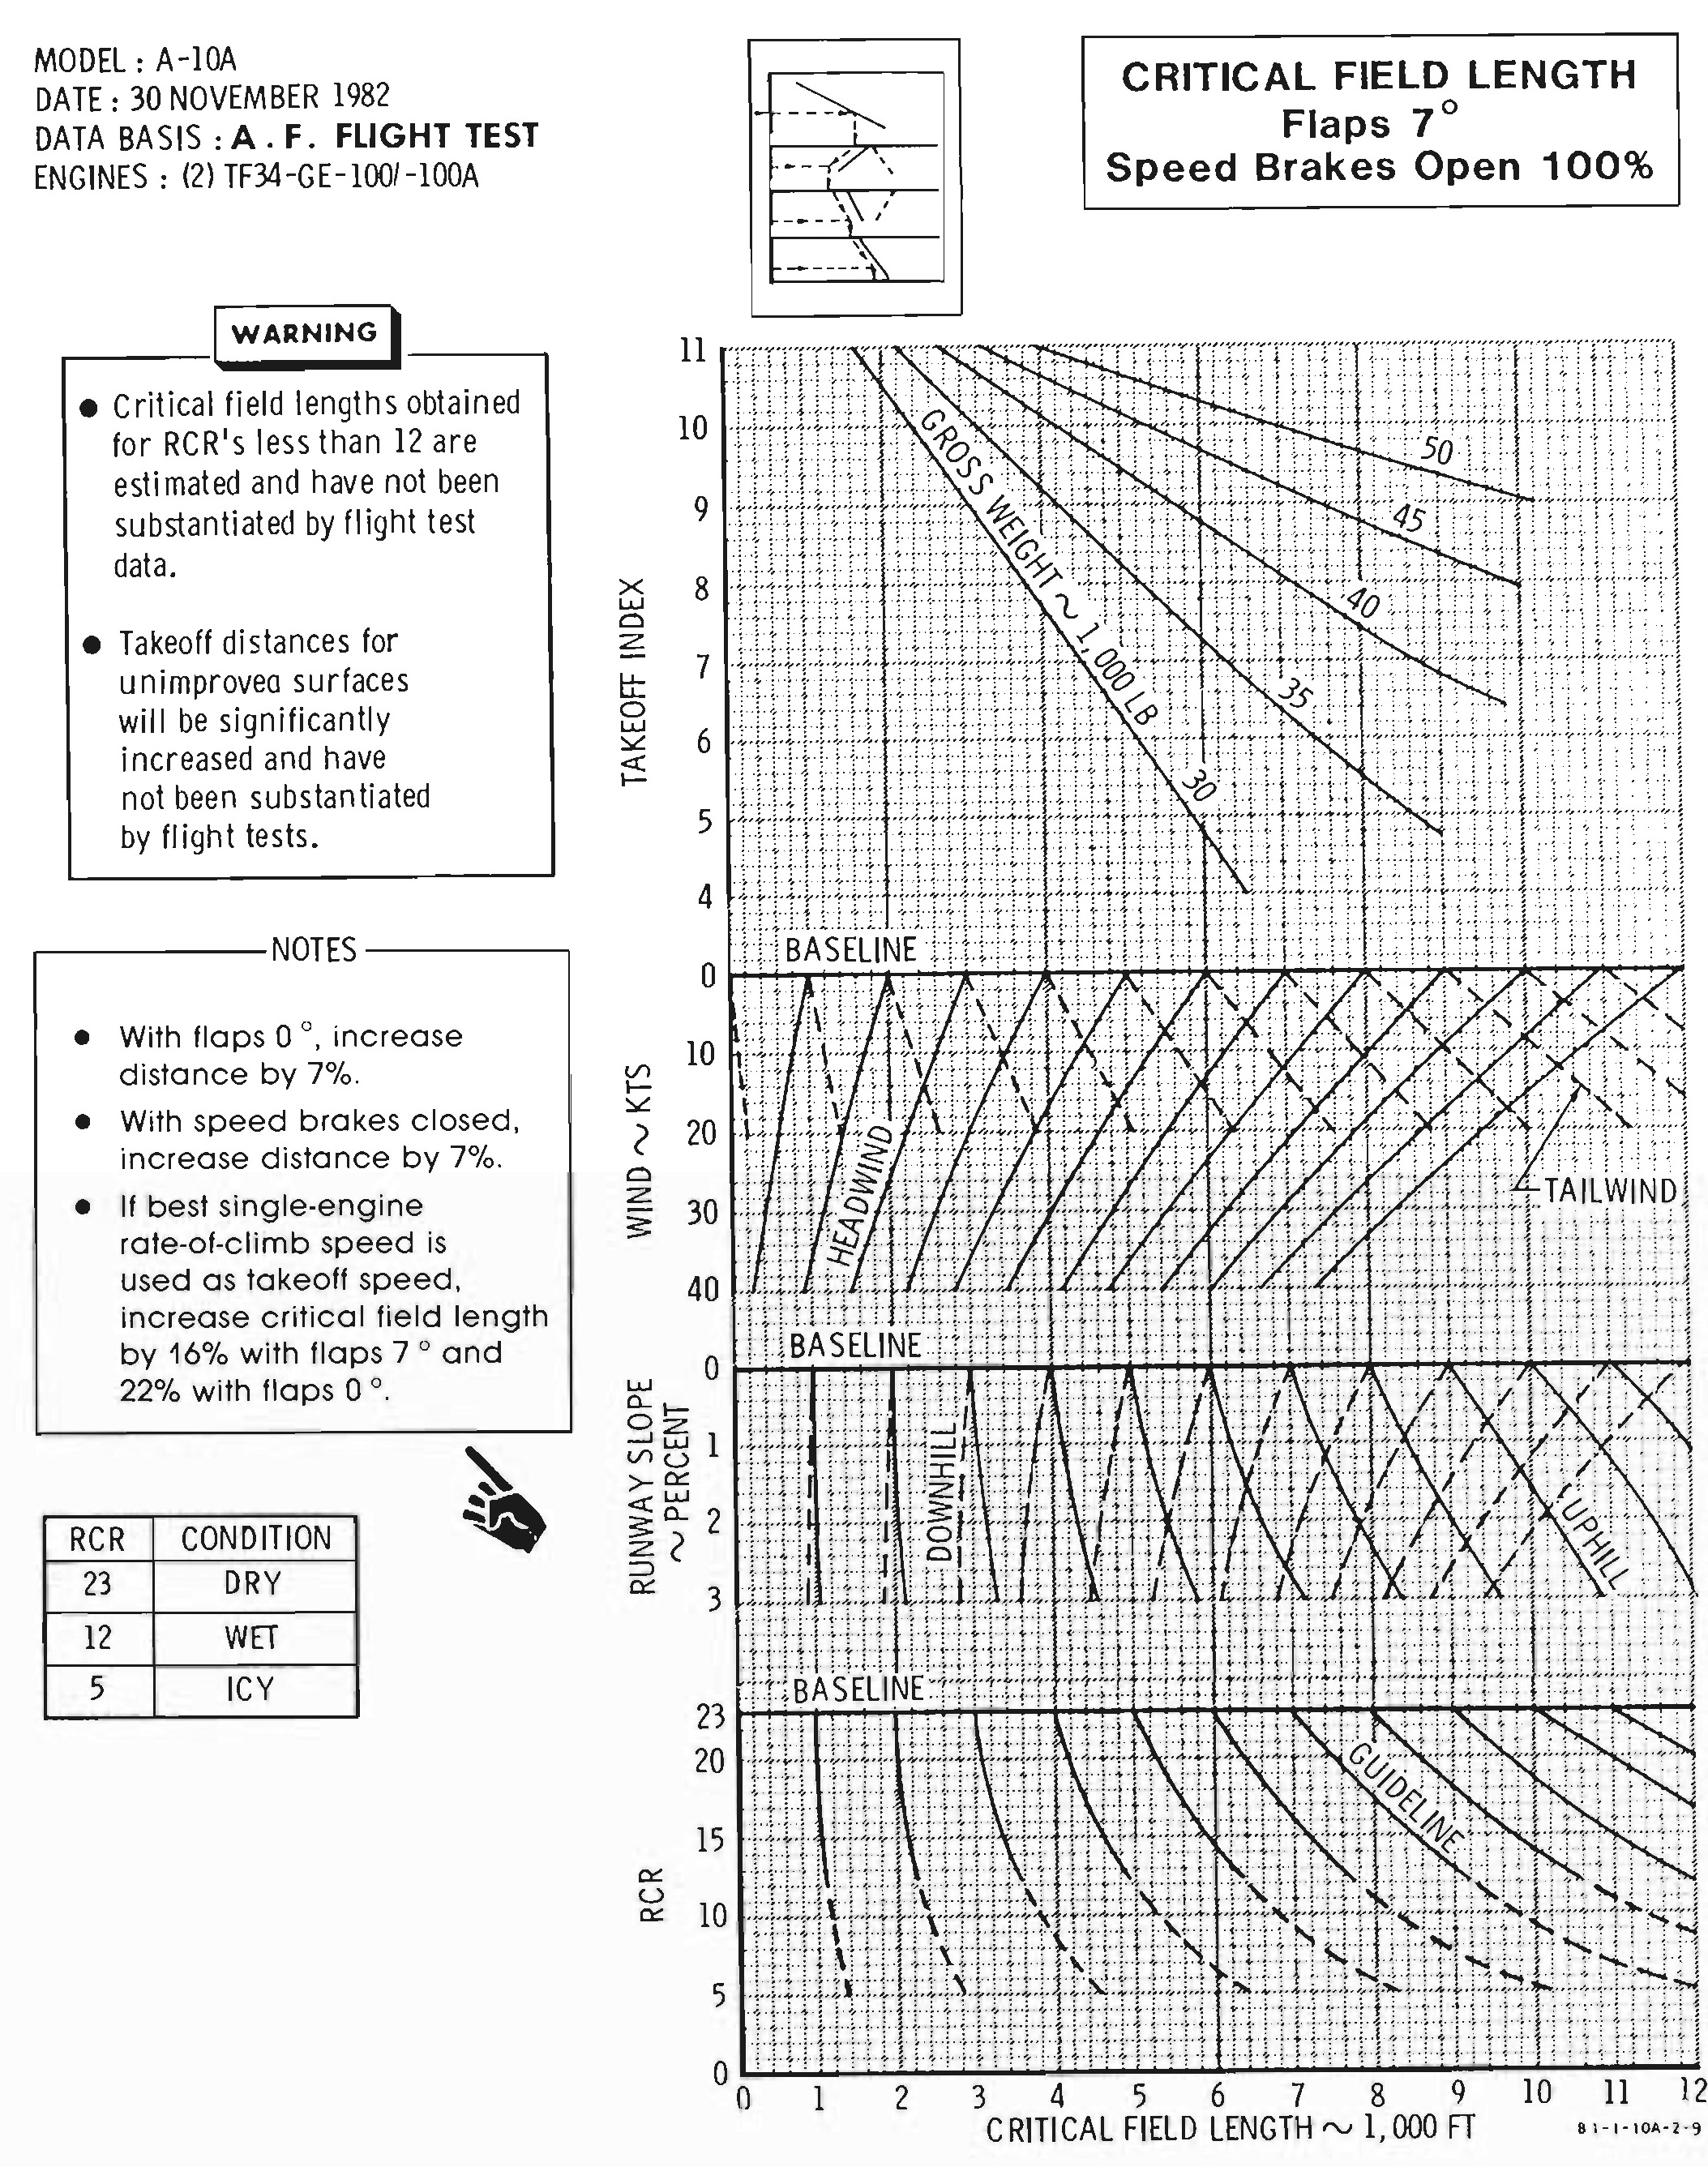 MODEL : A-10A
DATE : 30 NOVEMBER 1982
DATA BASIS : A . F. FLIGHT TEST
ENGINES : (2) TF34-GE-100/-100A
CRITICAL FIELD LENGTH
Flaps 7°
Speed Brakes Open 100%
WARNING
● Critical field lengths obtained
for RCR's less than 12 are
estimated and have not been
substantiated by flight test
data.
● Takeoff distances for
unimproved surfaces
will be significantly
increased and have
not been substantiated
by flight tests.
NOTES
● With flaps 0°, increase
distance by 7%.
● With speed brakes closed,
increase distance by 7%.
● If best single-engine
rate-of-climb speed is
used as takeoff speed,
increase critical field length
by 16% with flaps 7° and
22% with flaps 0°.
RCR CONDITION
23 DRY
12 WET
5 ICY
TAKEOFF INDEX
11
10
9
8
7
6
5
4
GROSS WEIGHT ~ 1,000 LB
50
45
40
35
30
BASELINE
WIND ~ KTS
0
10
20
30
40
HEADWIND
TAILWIND
BASELINE
RUNWAY SLOPE
~ PERCENT
0
1
2
3
DOWNHILL
UPHILL
BASELINE
RCR
23
20
15
10
5
0
GUIDELINE
0 1 2 3 4 5 6 7 8 9 10 11 12
CRITICAL FIELD LENGTH ~ 1,000 FT
81-1-10A-2-9